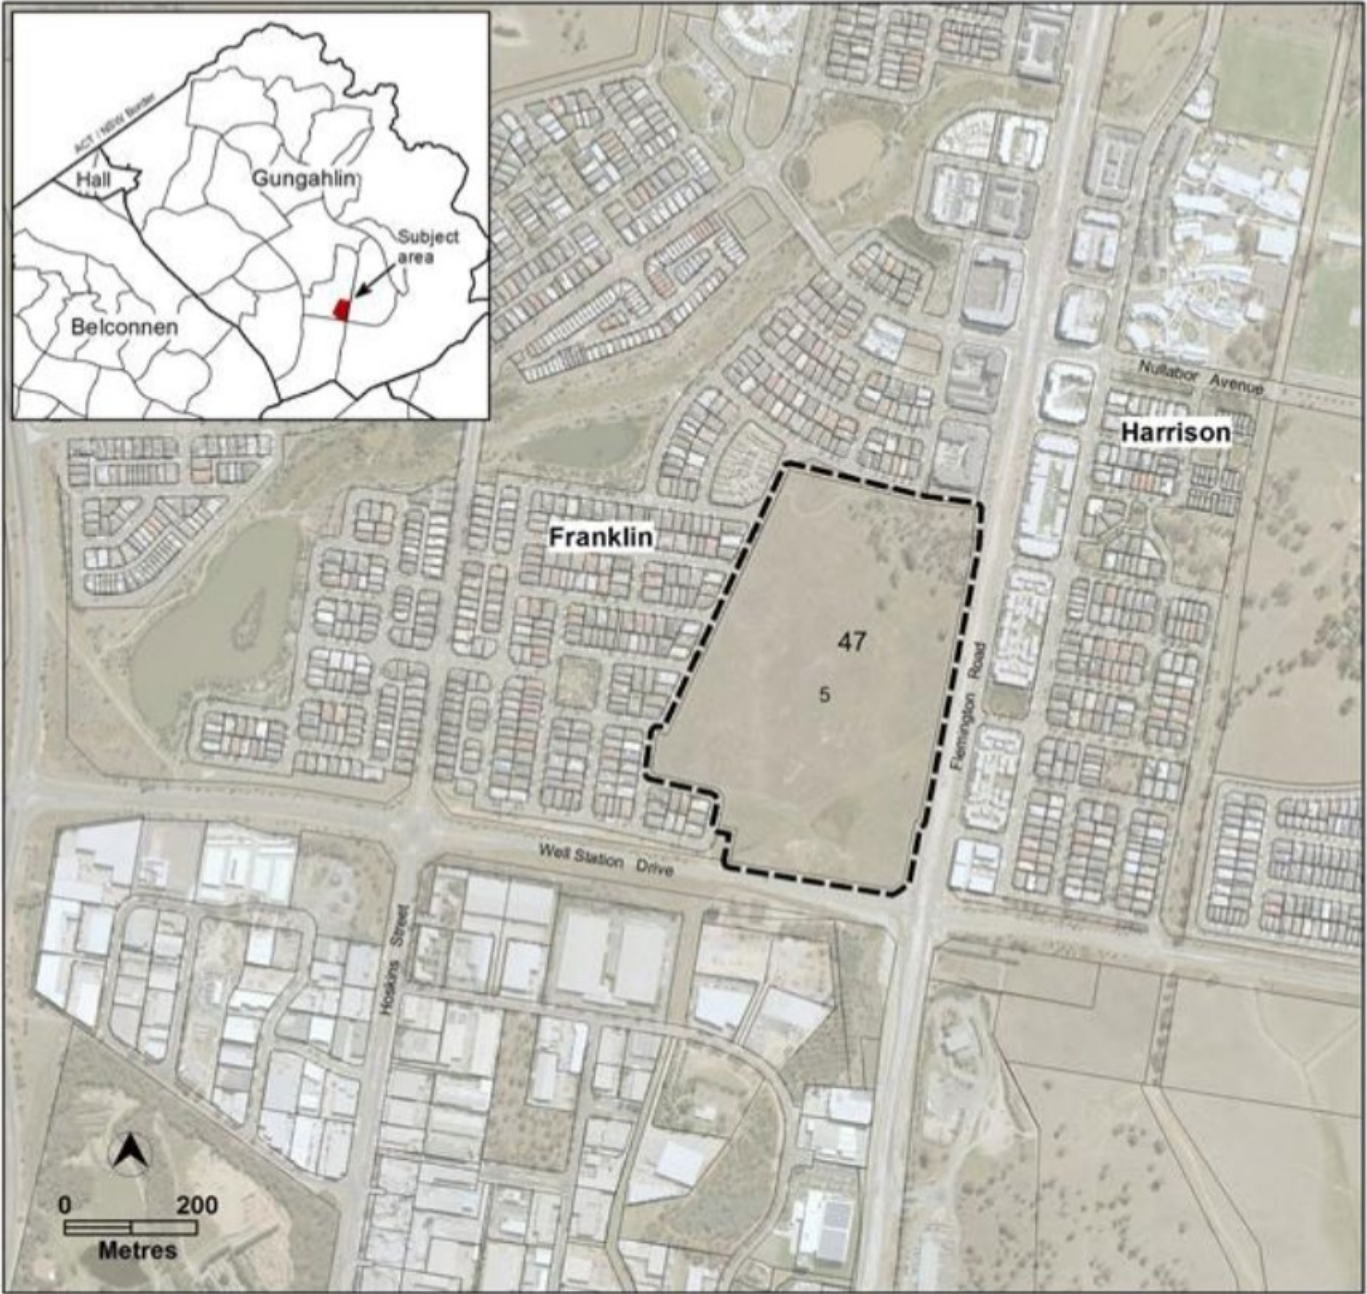 ACT / NSW Border
Hall
Gungahlin
Subject
area
Belconnen
Nullabor Avenue
Harrison
Franklin
47
5
Flemington Road
Well Station Drive
Hoskins Street
0 200
Metres